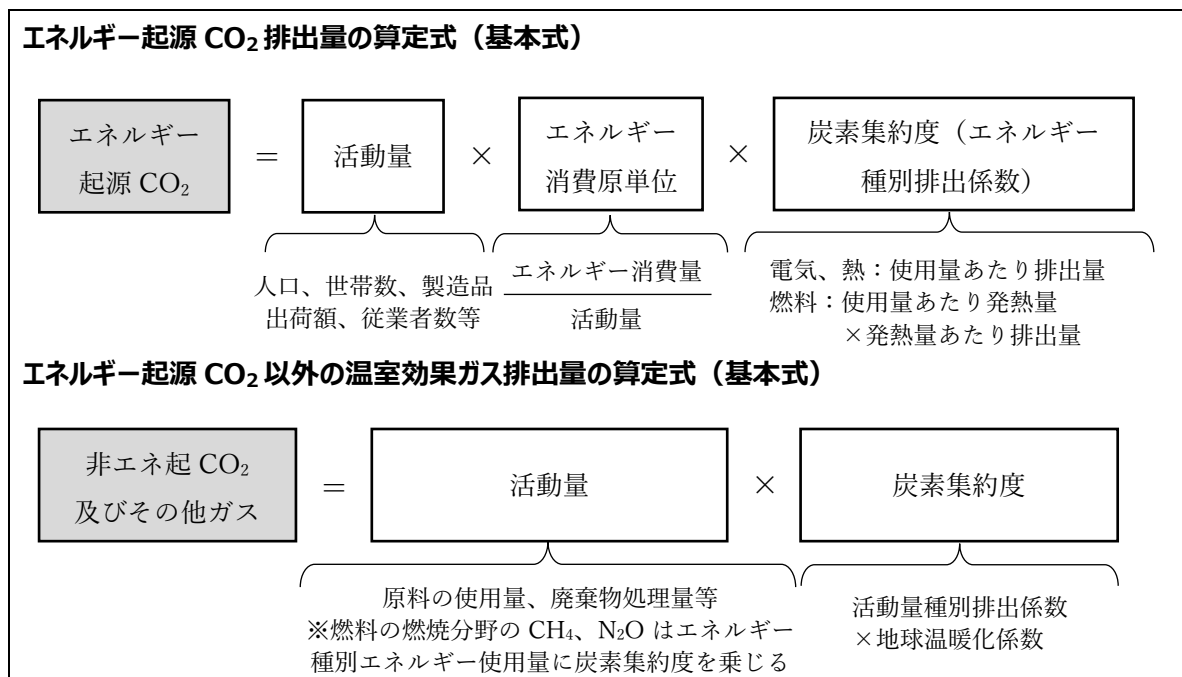 エネルギー起源 CO₂ 排出量の算定式（基本式）
エネルギー
起源 CO₂
＝
活動量
×
エネルギー
消費原単位
×
炭素集約度（エネルギー
種別排出係数）
人口、世帯数、製造品
出荷額、従業者数等
エネルギー消費量
活動量
電気、熱：使用量あたり排出量
燃料：使用量あたり発熱量
×発熱量あたり排出量
エネルギー起源 CO₂ 以外の温室効果ガス排出量の算定式（基本式）
非エネ起 CO₂
及びその他ガス
＝
活動量
×
炭素集約度
原料の使用量、廃棄物処理量等
※燃料の燃焼分野の CH₄、N₂O はエネルギー
種別エネルギー使用量に炭素集約度を乗じる
活動量種別排出係数
×地球温暖化係数